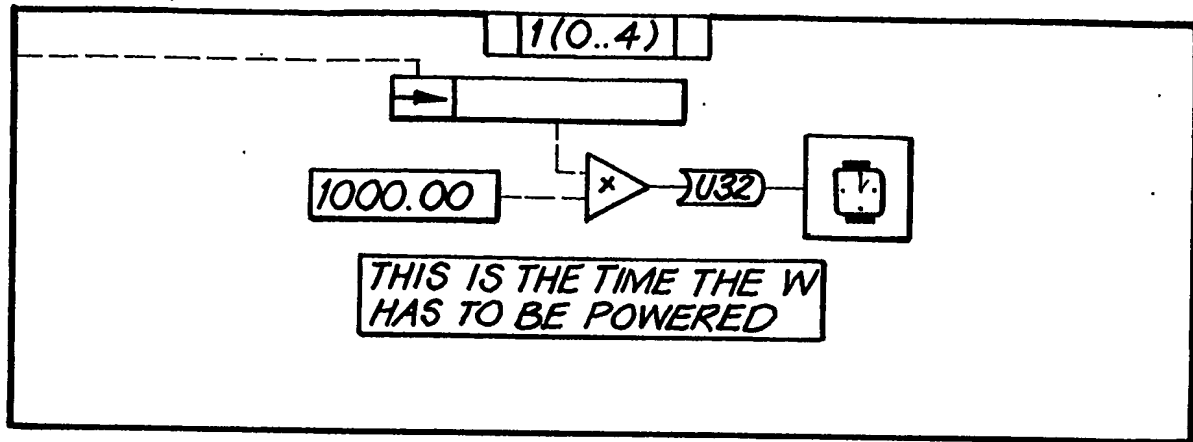 1(0..4)
1000.00
×
U32
THIS IS THE TIME THE W
HAS TO BE POWERED